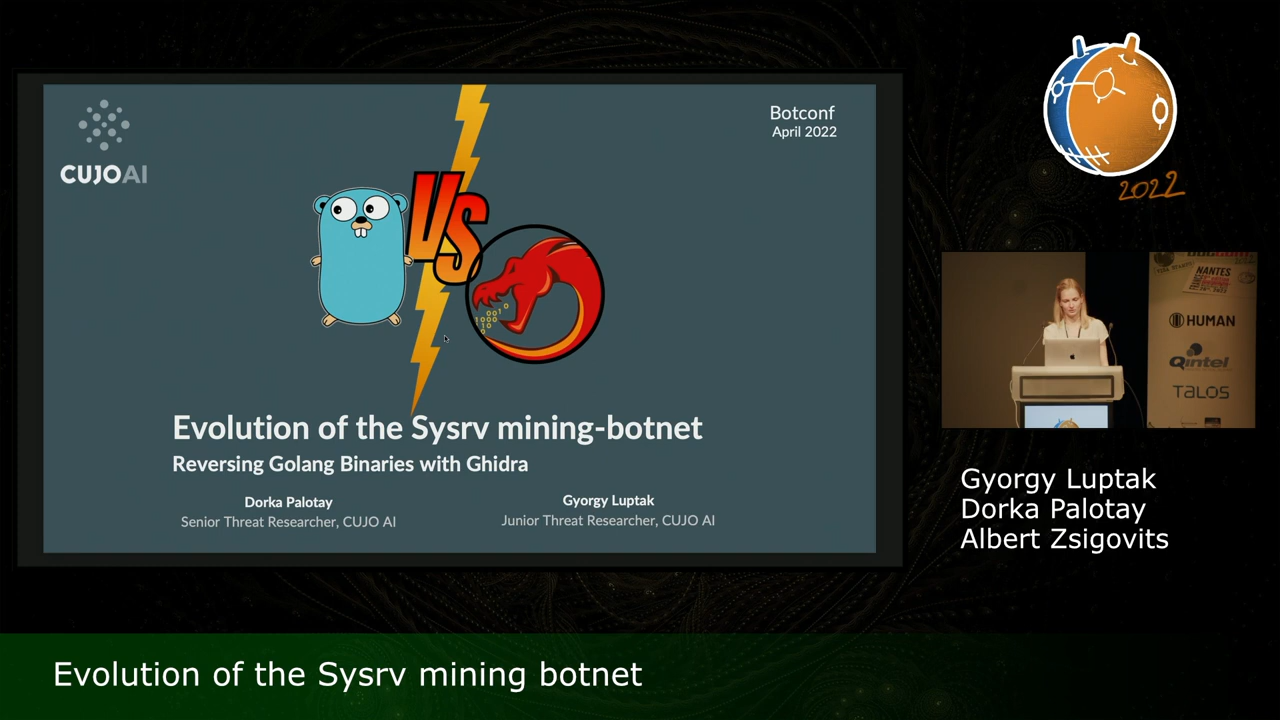 CUJOAI
Botconf
April 2022
VS
Evolution of the Sysrv mining-botnet
Reversing Golang Binaries with Ghidra
Dorka Palotay
Senior Threat Researcher, CUJO AI
Gyorgy Luptak
Junior Threat Researcher, CUJO AI
2022
NANTES
HUMAN
Qintel
TALOS
Gyorgy Luptak
Dorka Palotay
Albert Zsigovits
Evolution of the Sysrv mining botnet